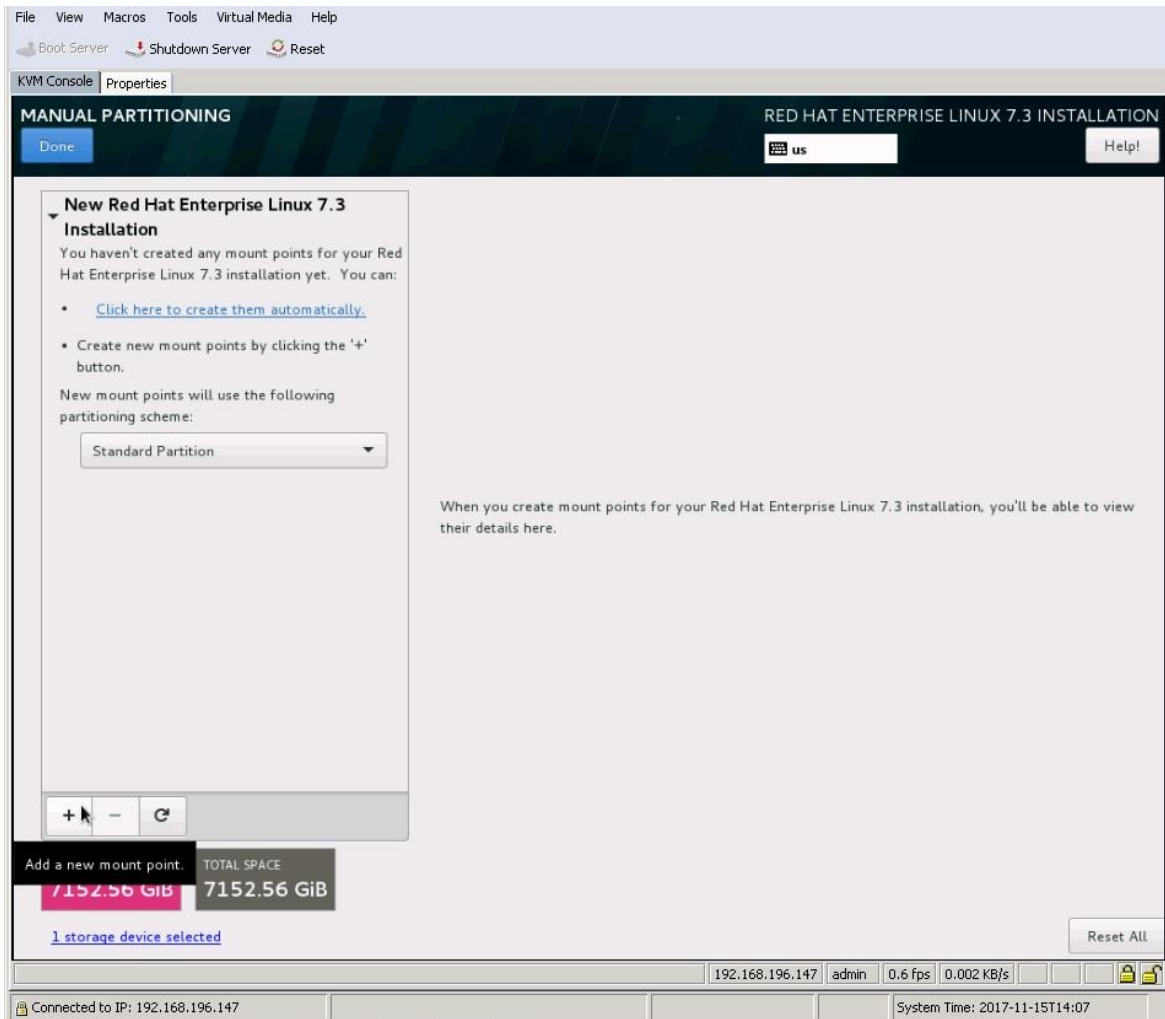 File View Macros Tools Virtual Media Help
Boot Server Shutdown Server Reset
KVM Console Properties
MANUAL PARTITIONING
RED HAT ENTERPRISE LINUX 7.3 INSTALLATION
Done
us
Help!
New Red Hat Enterprise Linux 7.3
Installation
You haven't created any mount points for your Red
Hat Enterprise Linux 7.3 installation yet. You can:
• Click here to create them automatically.
• Create new mount points by clicking the '+'
button.
New mount points will use the following
partitioning scheme:
Standard Partition
When you create mount points for your Red Hat Enterprise Linux 7.3 installation, you'll be able to view
their details here.
+ −
Add a new mount point.
TOTAL SPACE
7152.56 GiB
7152.56 GiB
1 storage device selected
Reset All
192.168.196.147 admin 0.6 fps 0.002 KB/s
Connected to IP: 192.168.196.147
System Time: 2017-11-15T14:07